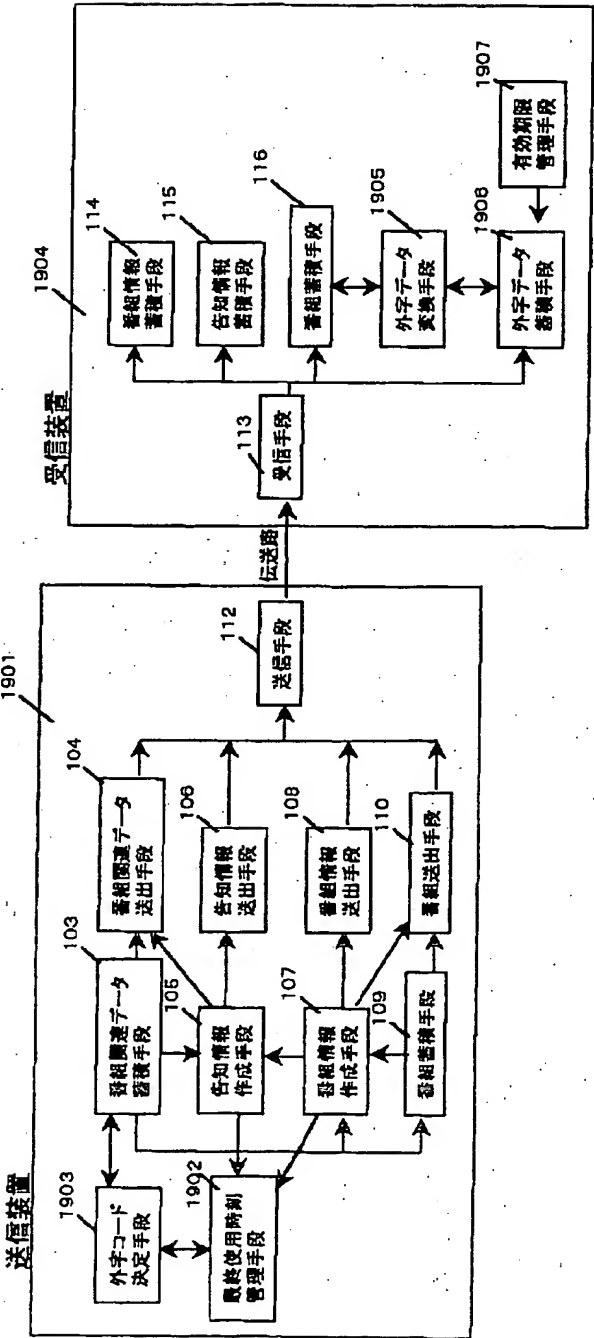 送信装置
1901
1903
外字コード
決定手段
1902
最終使用時刻
管理手段
103
番組関連データ
蓄積手段
105
告知情報
作成手段
107
番組情報
作成手段
109
番組蓄積手段
104
番組関連データ
送出手段
106
告知情報
送出手段
108
番組情報
送出手段
110
番組送出手段
112
送信手段
伝送路
受信装置
1904
113
受信手段
114
番組情報
蓄積手段
115
告知情報
蓄積手段
116
番組蓄積手段
1905
外字データ
変換手段
1906
外字データ
蓄積手段
1907
有効期限
管理手段